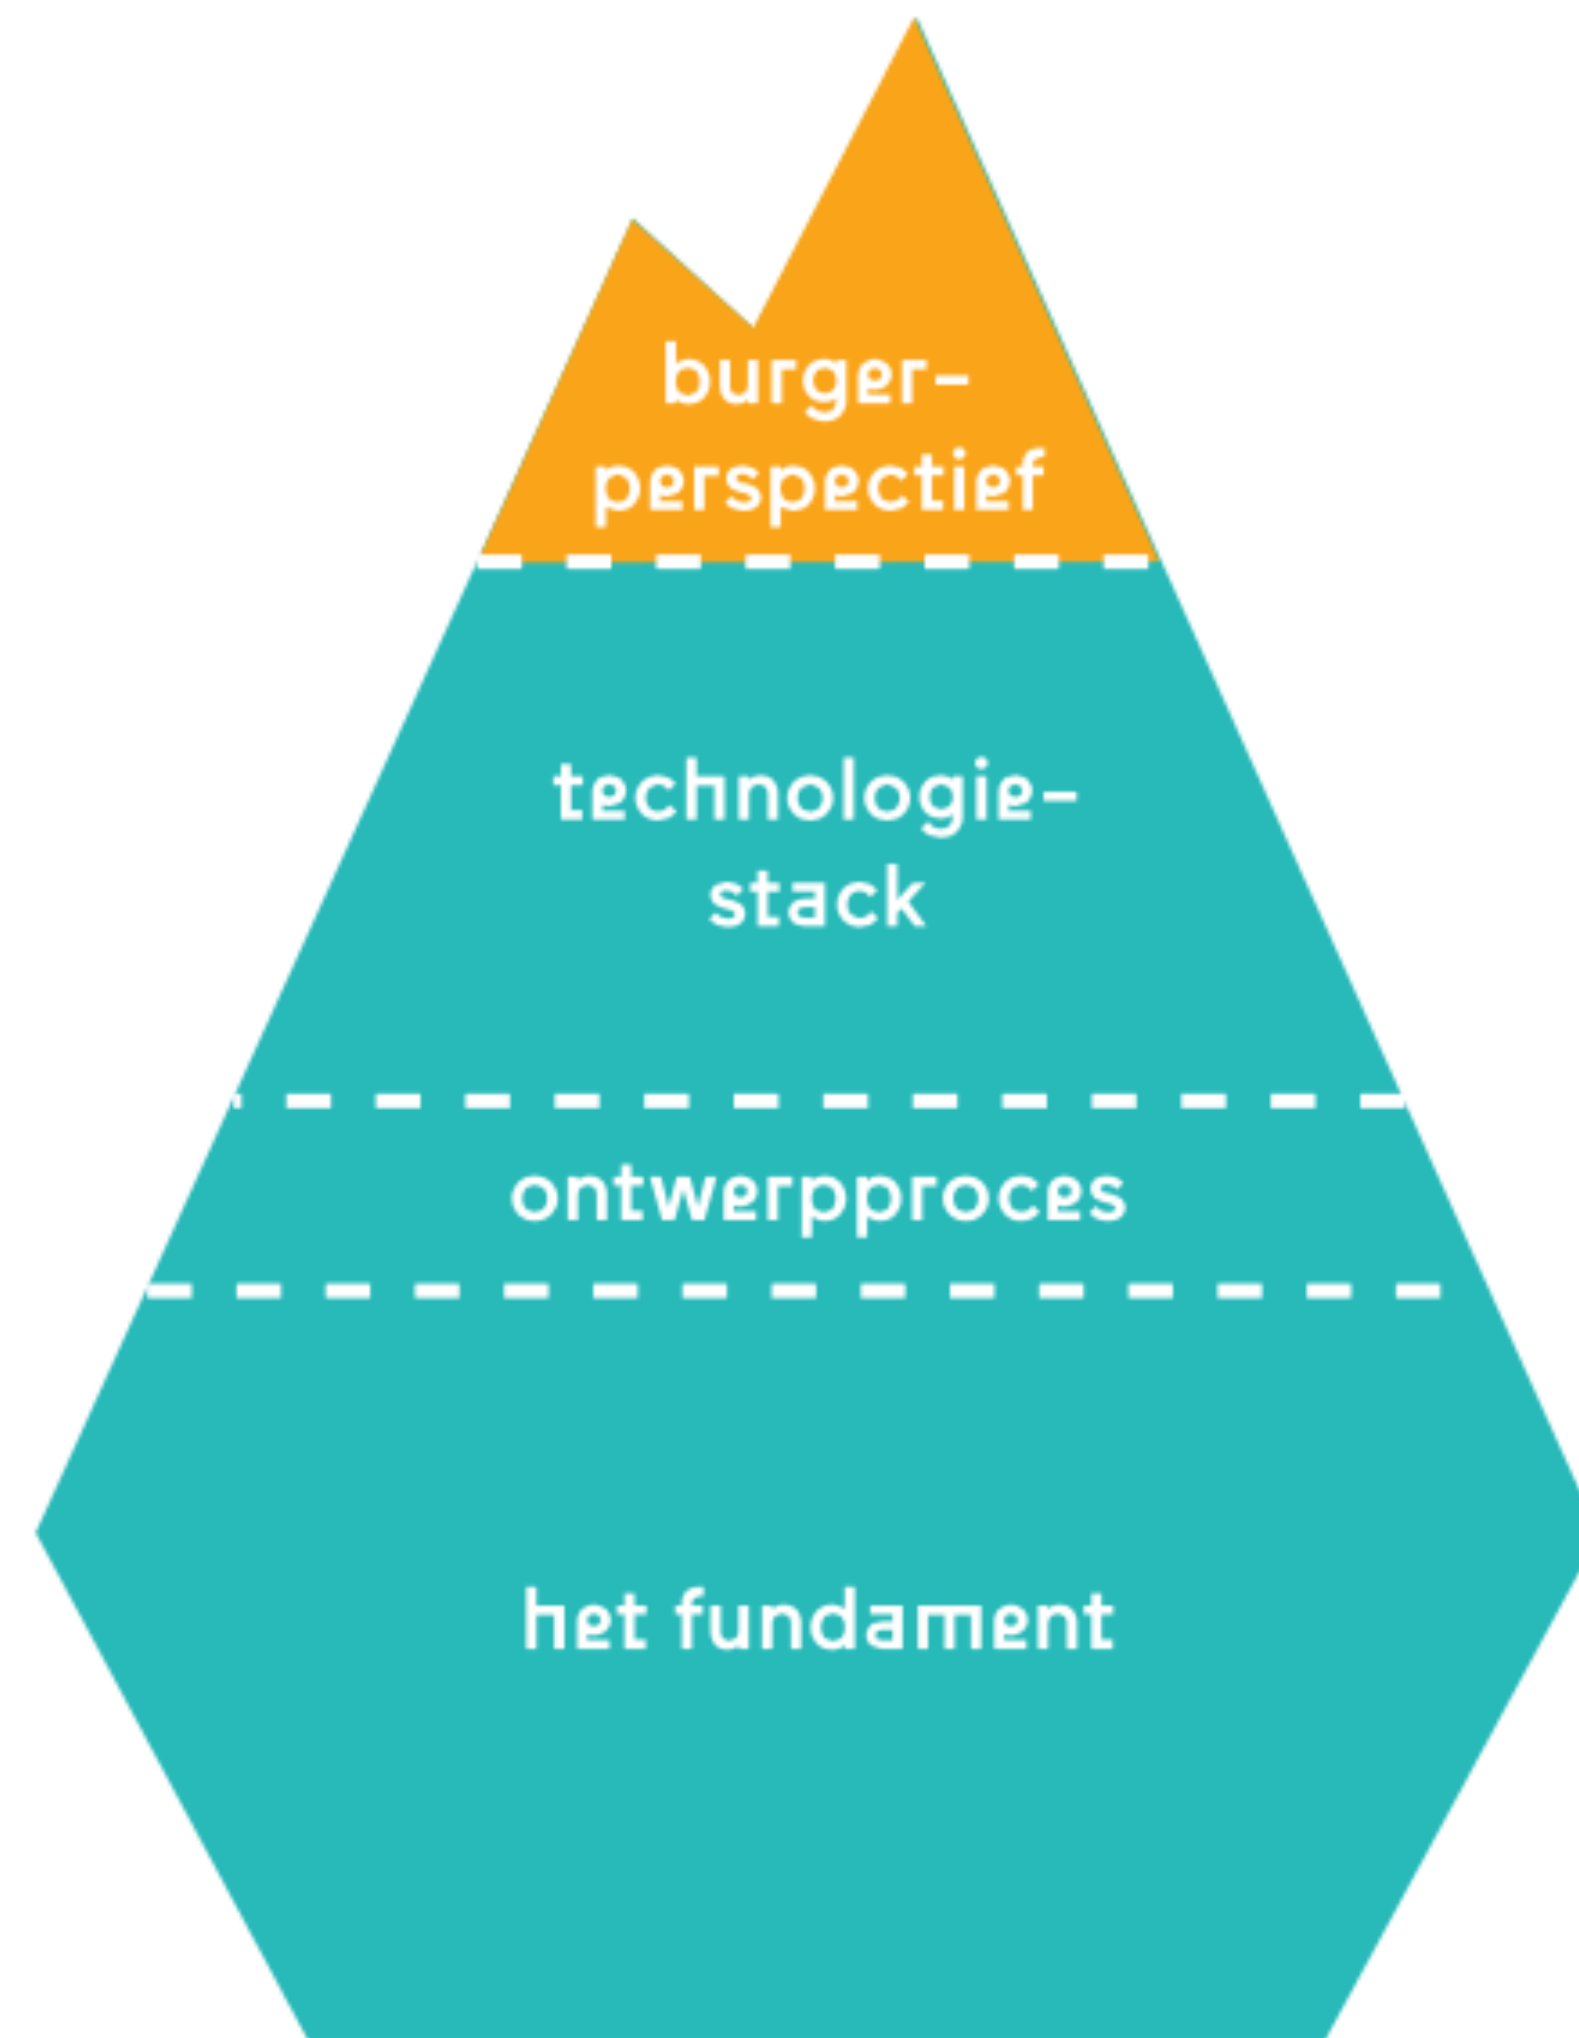 burger-
perspectief
technologie-
stack
ontwerpproces
het fundament